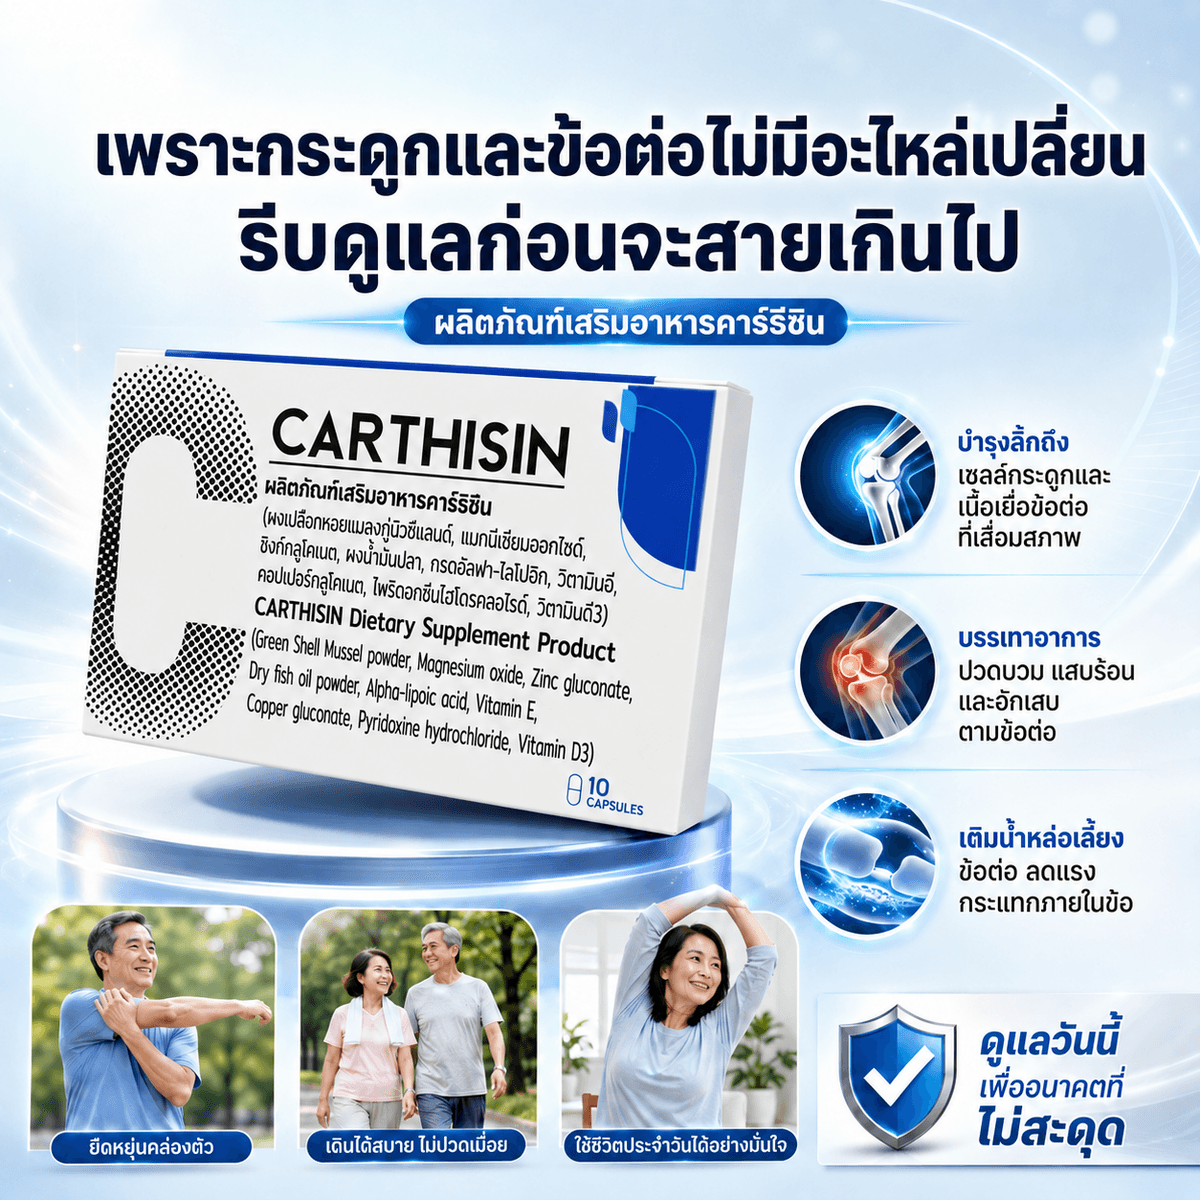 เพราะกระดูกและข้อต่อไม่มีอะไหล่เปลี่ยน
รีบดูแลก่อนจะสายเกินไป
ผลิตภัณฑ์เสริมอาหารคาร์ริซิน
CARTHISIN
ผลิตภัณฑ์เสริมอาหารคาร์ธิซิน
(ผงเปลือกหอยแมลงภู่นิวซีแลนด์, แมกนีเซียมออกไซด์,
ซิงก์กลูโคเนต, ผงน้ำมันปลา, กรดอัลฟา-ไลโปอิก, วิตามินอี,
คอปเปอร์กลูโคเนต, ไพริดอกซีนไฮโดรคลอไรด์, วิตามินดี3)
CARTHISIN Dietary Supplement Product
(Green Shell Mussel powder, Magnesium oxide, Zinc gluconate,
Dry fish oil powder, Alpha-lipoic acid, Vitamin E,
Copper gluconate, Pyridoxine hydrochloride, Vitamin D3)
10
CAPSULES
บำรุงลึกถึง
เซลล์กระดูกและ
เนื้อเยื่อข้อต่อ
ที่เสื่อมสภาพ
บรรเทาอาการ
ปวดบวม แสบร้อน
และอักเสบ
ตามข้อต่อ
เติมน้ำหล่อเลี้ยง
ข้อต่อ ลดแรง
กระแทกภายในข้อ
ยืดหยุ่นคล่องตัว
เดินได้สบาย ไม่ปวดเมื่อย
ใช้ชีวิตประจำวันได้อย่างมั่นใจ
ดูแลวันนี้
เพื่ออนาคตที่
ไม่สะดุด